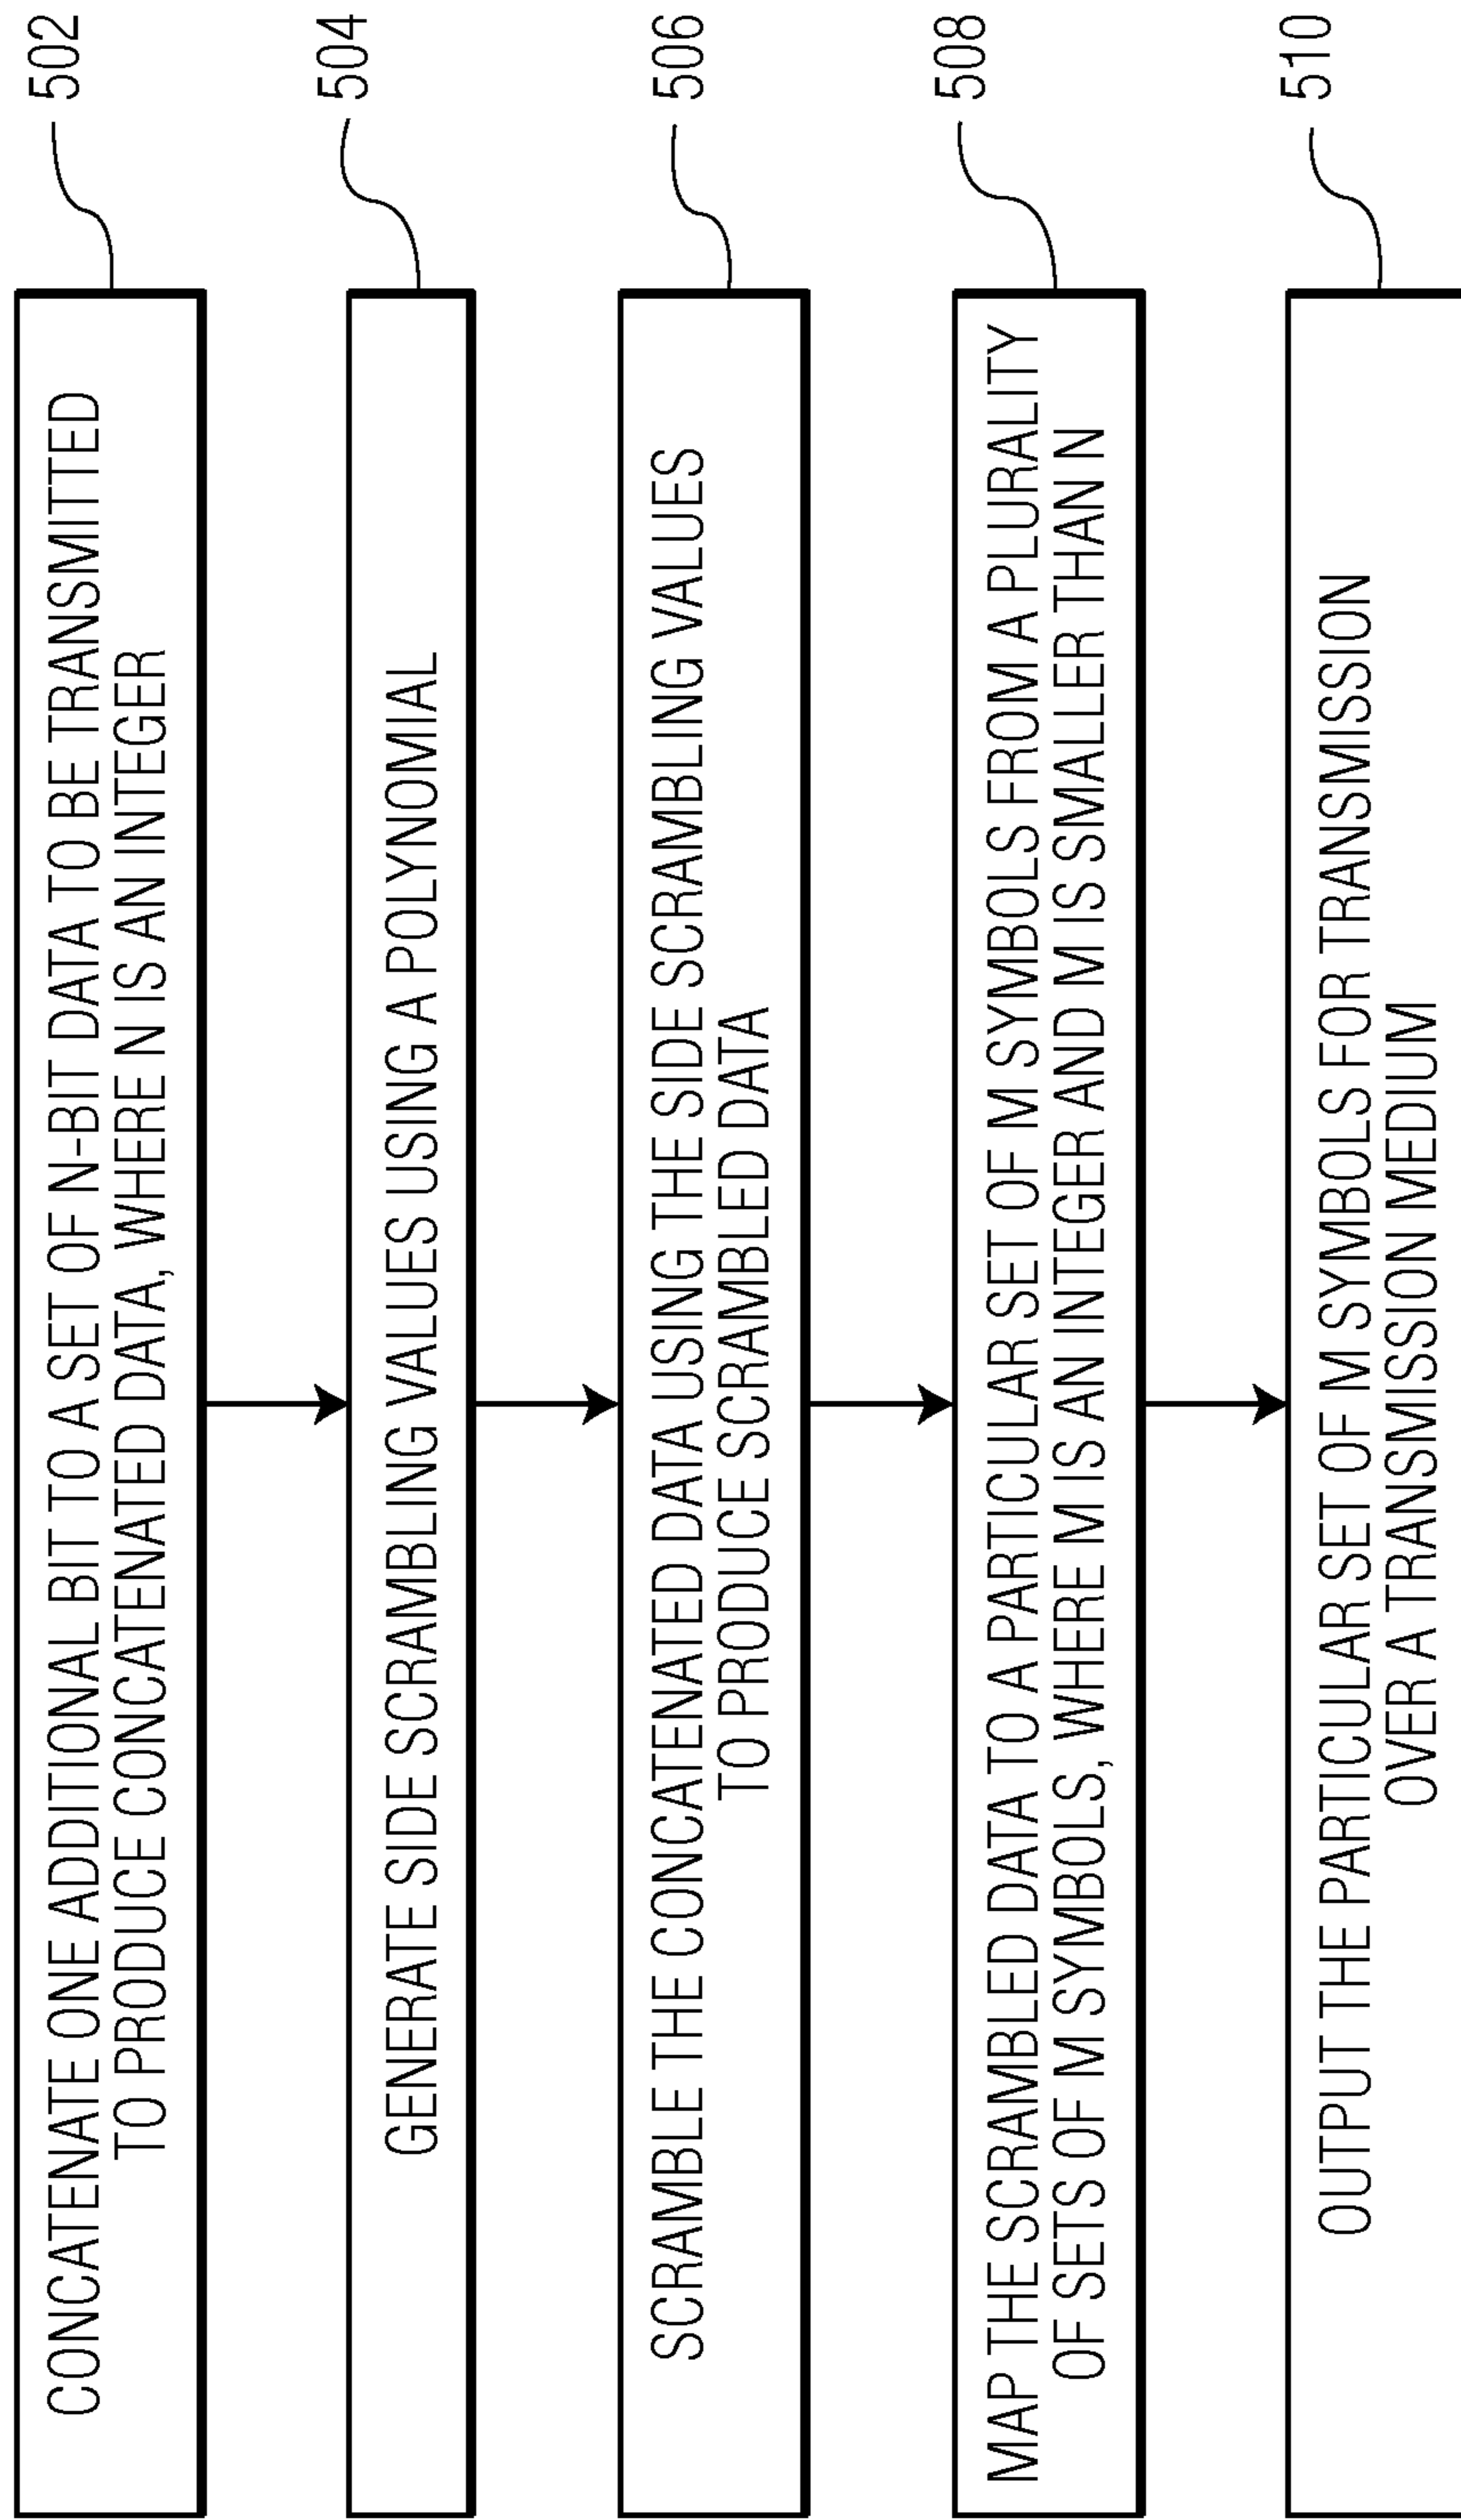 CONCATENATE ONE ADDITIONAL BIT TO A SET OF N-BIT DATA TO BE TRANSMITTED
TO PRODUCE CONCATENATED DATA, WHERE N IS AN INTEGER
502
GENERATE SIDE SCRAMBLING VALUES USING A POLYNOMIAL
504
SCRAMBLE THE CONCATENATED DATA USING THE SIDE SCRAMBLING VALUES
TO PRODUCE SCRAMBLED DATA
506
MAP THE SCRAMBLED DATA TO A PARTICULAR SET OF M SYMBOLS FROM A PLURALITY
OF SETS OF M SYMBOLS, WHERE M IS AN INTEGER AND M IS SMALLER THAN N
508
OUTPUT THE PARTICULAR SET OF M SYMBOLS FOR TRANSMISSION
OVER A TRANSMISSION MEDIUM
510